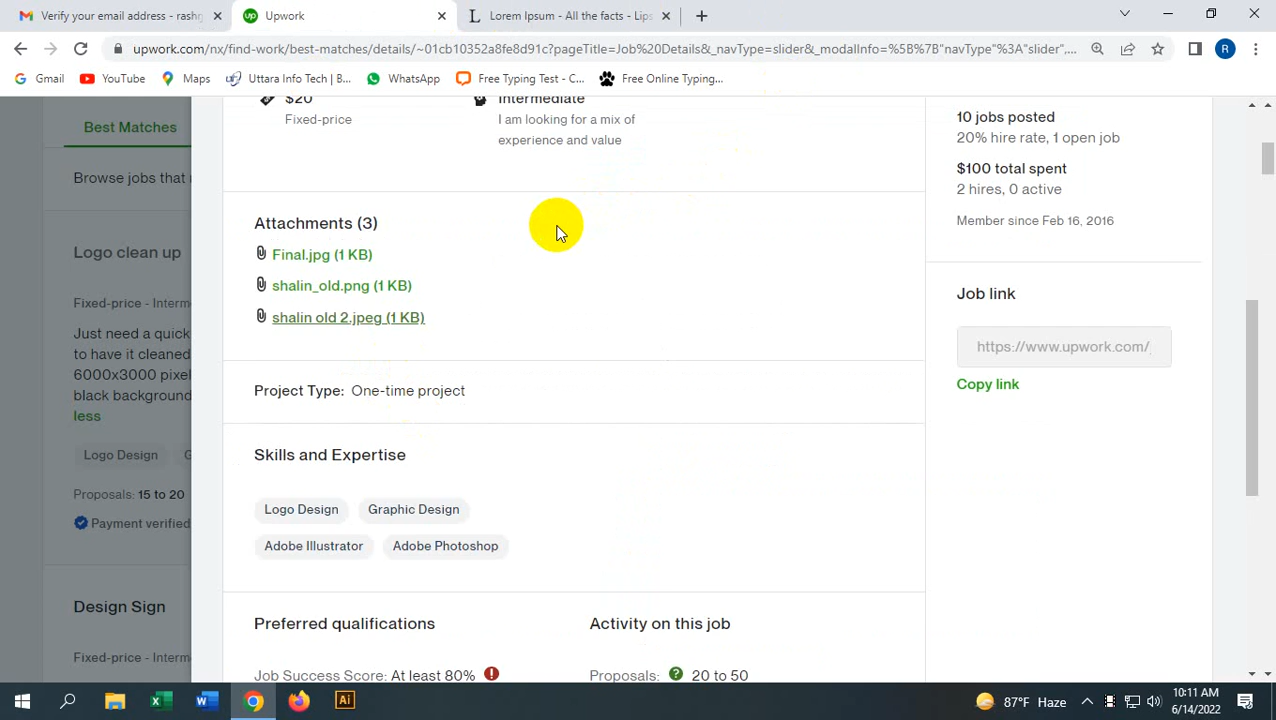 Verify your email address - rashr
Upwork
Lorem Ipsum - All the facts - Lips
upwork.com/nx/find-work/best-matches/details/~01cb10352a8fe8d91c?pageTitle=Job%20Details&_navType=slider&_modalInfo=%5B%7B"navType"%3A"slider",...
R
Gmail
YouTube
Maps
Uttara Info Tech | B...
WhatsApp
Free Typing Test - C...
Free Online Typing...
Best Matches
Browse jobs that
Logo clean up
Fixed-price - Interm
Just need a quick
to have it cleaned
6000x3000 pixel
black background
less
Logo Design
G
Proposals: 15 to 20
Payment verified
Design Sign
Fixed-price - Interm
$20
Fixed-price
Intermediate
I am looking for a mix of
experience and value
Attachments (3)
Final.jpg (1 KB)
shalin_old.png (1 KB)
shalin old 2.jpeg (1 KB)
Project Type: One-time project
Skills and Expertise
Logo Design
Graphic Design
Adobe Illustrator
Adobe Photoshop
Preferred qualifications
Job Success Score: At least 80%
Activity on this job
Proposals: 20 to 50
10 jobs posted
20% hire rate, 1 open job
$100 total spent
2 hires, 0 active
Member since Feb 16, 2016
Job link
https://www.upwork.com/
Copy link
87°F Haze
10:11 AM
6/14/2022